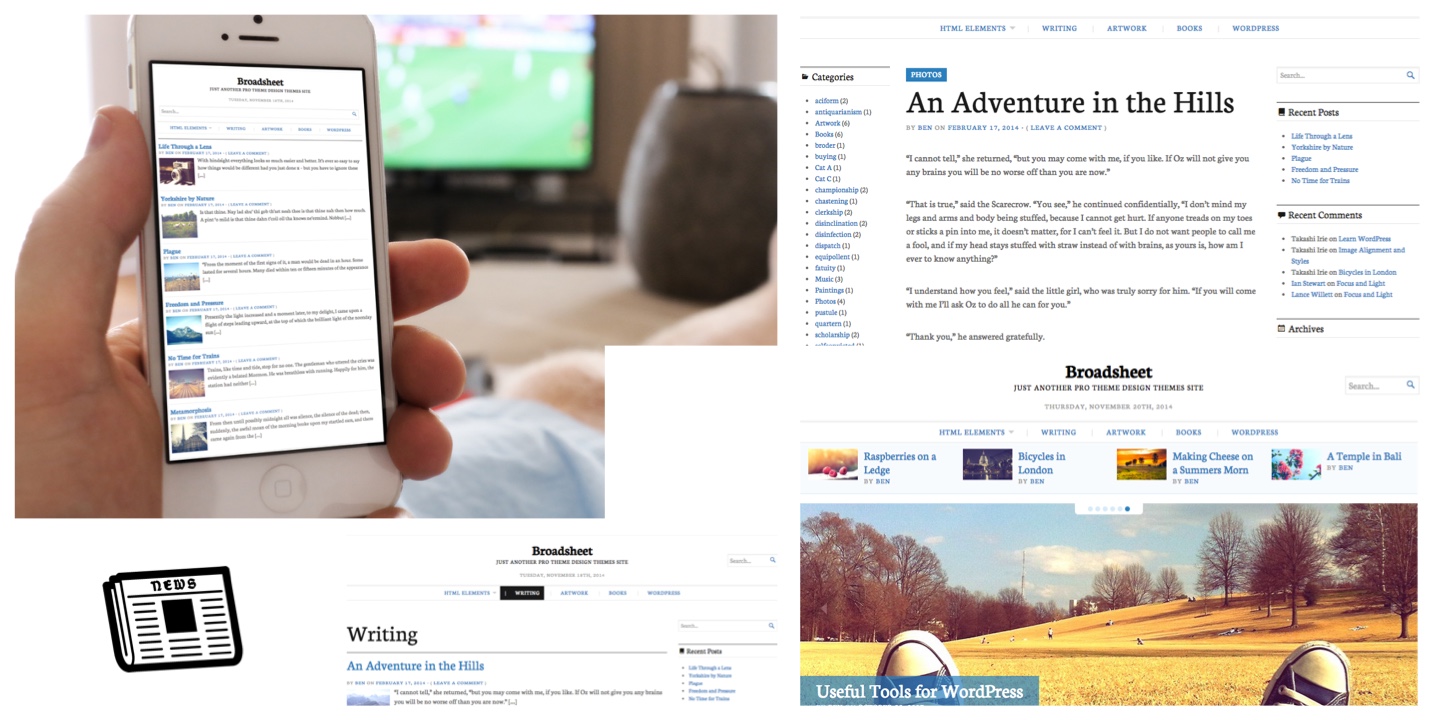 Broadsheet
JUST ANOTHER PRO THEME DESIGN THEMES SITE
TUESDAY, NOVEMBER 18TH, 2014
Search...
HTML ELEMENTS
WRITING
ARTWORK
BOOKS
WORDPRESS
Life Through a Lens
BY BEN ON FEBRUARY 17, 2014 · ( LEAVE A COMMENT )
With hindsight everything looks so much easier and better. It's ever so easy to say
how things would be different had you just done x - but you have to ignore those
[...]
Yorkshire by Nature
BY BEN ON FEBRUARY 17, 2014 · ( LEAVE A COMMENT )
Plague
BY BEN ON FEBRUARY 17, 2014 · ( LEAVE A COMMENT )
"From the moment of the first signs of it, a man would be dead in an hour. Some
lasted for several hours. Many died within ten or fifteen minutes of the appearance
[...]
Freedom and Pressure
BY BEN ON FEBRUARY 17, 2014 · ( LEAVE A COMMENT )
Presently the light increased and a moment later, to my delight, I came upon a
flight of steps leading upward, at the top of which the brilliant light of the noonday
sun [...]
No Time for Trains
BY BEN ON FEBRUARY 17, 2014 · ( LEAVE A COMMENT )
Trains, like time and tide, stop for no one. The gentleman who missed the train was
evidently a belated Monsoon. He was breathless with running. Happily for him, the
station had neither [...]
Metamorphosis
BY BEN ON FEBRUARY 17, 2014 · ( LEAVE A COMMENT )
From then until possibly midnight all was silence, the silence of the dead; then,
suddenly, the awful moan of the morning broke upon my startled ears, and there
came again from the [...]
HTML ELEMENTS
WRITING
ARTWORK
BOOKS
WORDPRESS
Categories
aciform (2)
antiquarianism (1)
Artwork (6)
Books (6)
broder (1)
buying (1)
Cat A (1)
Cat C (1)
championship (2)
chastening (1)
clerkship (2)
disinclination (2)
disinfection (2)
dispatch (1)
equipollent (1)
fatuity (1)
Music (3)
Paintings (1)
Photos (4)
pustule (1)
quartern (1)
scholarship (2)
PHOTOS
An Adventure in the Hills
BY BEN ON FEBRUARY 17, 2014 · ( LEAVE A COMMENT )
“I cannot tell,” she returned, “but you may come with me, if you like. If Oz will not give you
any brains you will be no worse off than you are now.”
“That is true,” said the Scarecrow. “You see,” he continued confidentially, “I don't mind my
legs and arms and body being stuffed, because I cannot get hurt. If anyone treads on my toes
or sticks a pin into me, it doesn't matter, for I can't feel it. But I do not want people to call me
a fool, and if my head stays stuffed with straw instead of with brains, as yours is, how am I
ever to know anything?”
“I understand how you feel,” said the little girl, who was truly sorry for him. “If you will come
with me I'll ask Oz to do all he can for you.”
“Thank you,” he answered gratefully.
Search...
Recent Posts
Life Through a Lens
Yorkshire by Nature
Plague
Freedom and Pressure
No Time for Trains
Recent Comments
Takashi Irie on Learn WordPress
Takashi Irie on Image Alignment and
Styles
Takashi Irie on Bicycles in London
Ian Stewart on Focus and Light
Lance Willett on Focus and Light
Archives
Broadsheet
JUST ANOTHER PRO THEME DESIGN THEMES SITE
THURSDAY, NOVEMBER 20TH, 2014
Search...
HTML ELEMENTS
WRITING
ARTWORK
BOOKS
WORDPRESS
Raspberries on a
Ledge
BY BEN
Bicycles in
London
BY BEN
Making Cheese on
a Summers Morn
BY BEN
A Temple in Bali
BY BEN
Useful Tools for WordPress
NEWS
Broadsheet
JUST ANOTHER PRO THEME DESIGN THEMES SITE
TUESDAY, NOVEMBER 18TH, 2014
Search...
HTML ELEMENTS
WRITING
ARTWORK
BOOKS
WORDPRESS
Writing
An Adventure in the Hills
BY BEN ON FEBRUARY 17, 2014 · ( LEAVE A COMMENT )
“I cannot tell,” she returned, “but you may come with me, if you like. If Oz will not give you any brains
you will be no worse off than you are now.” [...]
Search...
Recent Posts
Life Through a Lens
Yorkshire by Nature
Plague
Freedom and Pressure
No Time for Trains